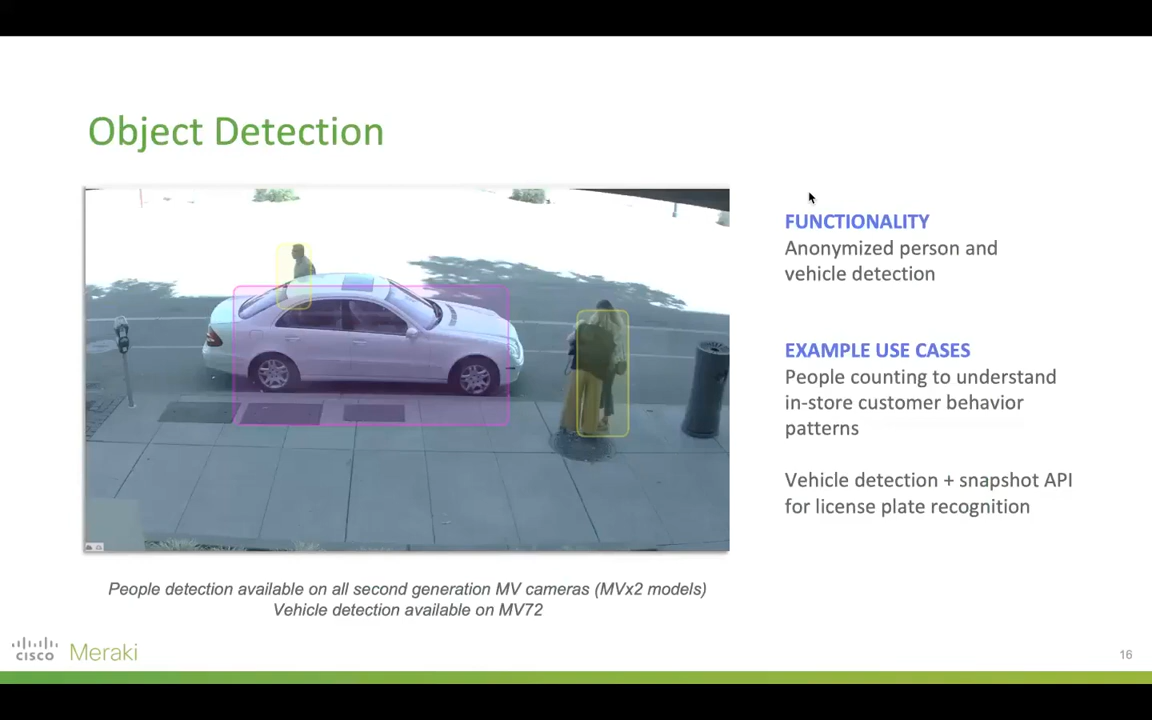 Object Detection
FUNCTIONALITY
Anonymized person and
vehicle detection
EXAMPLE USE CASES
People counting to understand
in-store customer behavior
patterns
Vehicle detection + snapshot API
for license plate recognition
People detection available on all second generation MV cameras (MVx2 models)
Vehicle detection available on MV72
CISCO Meraki
16